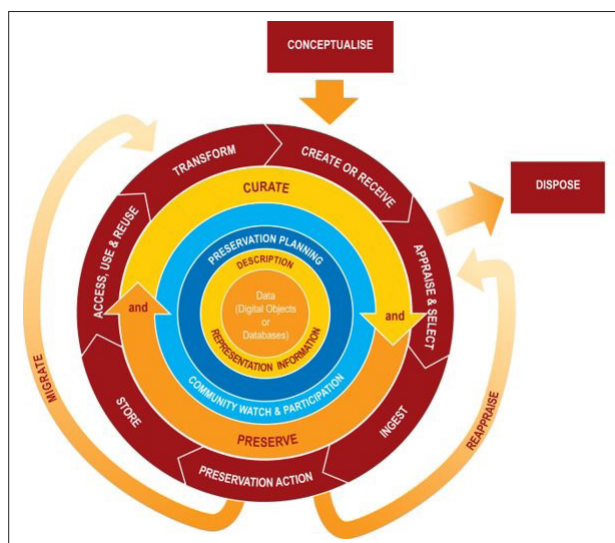 CONCEPTUALISE
DISPOSE
CREATE OR RECEIVE
APPRAISE & SELECT
INGEST
PRESERVATION ACTION
STORE
ACCESS, USE & REUSE
TRANSFORM
CURATE
and
PRESERVE
and
COMMUNITY WATCH & PARTICIPATION
PRESERVATION PLANNING
DESCRIPTION
REPRESENTATION INFORMATION
Data
(Digital Objects
or
Databases)
MIGRATE
REAPPRAISE